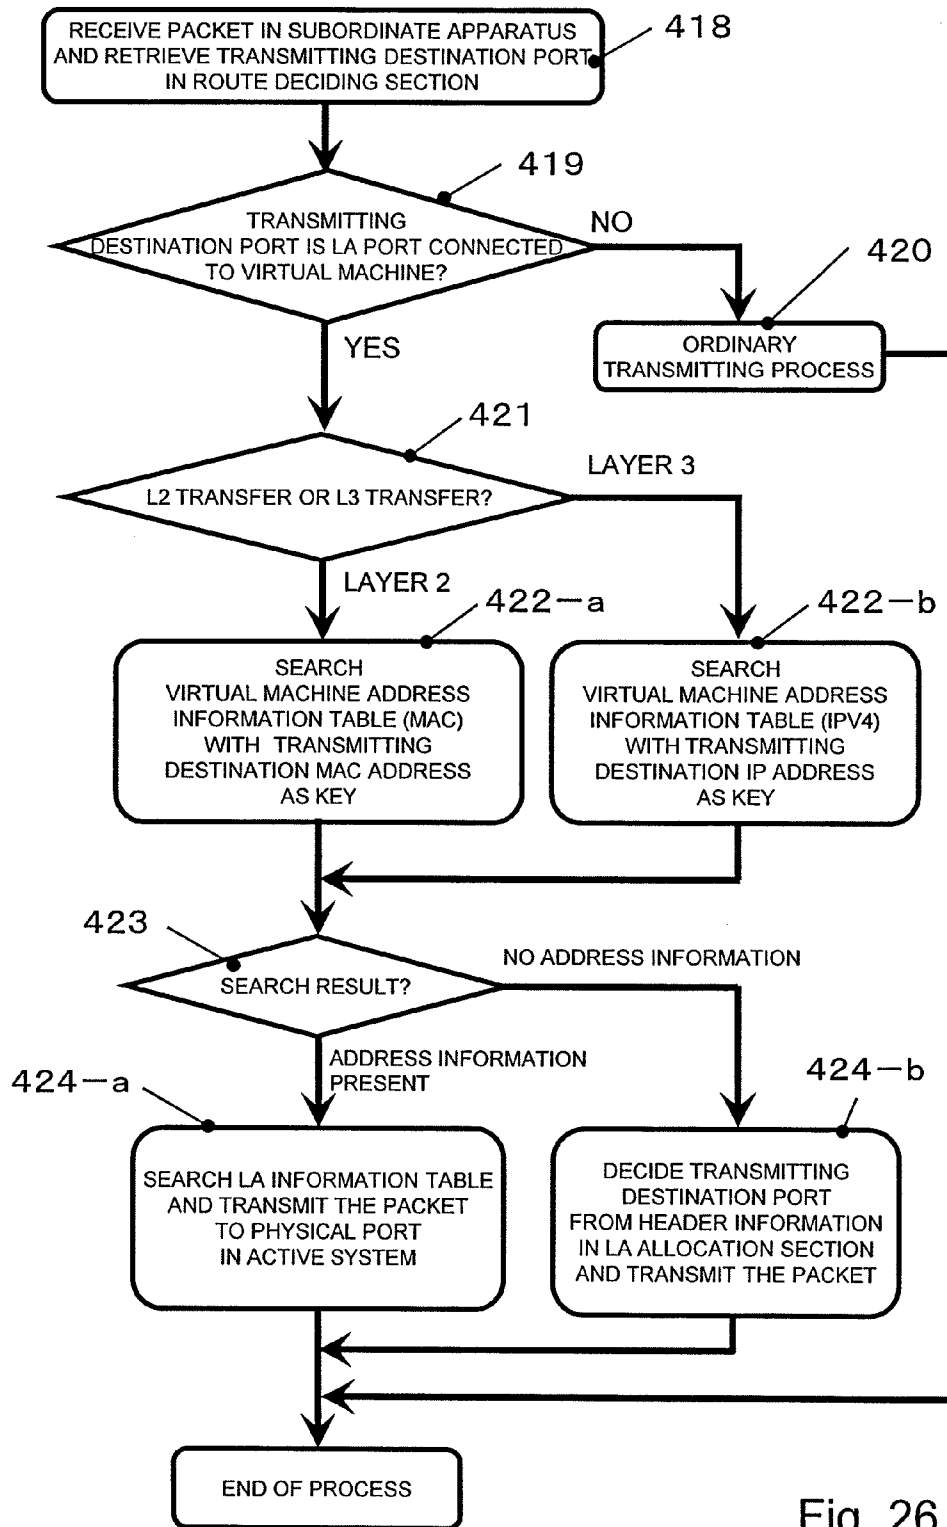 RECEIVE PACKET IN SUBORDINATE APPARATUS
AND RETRIEVE TRANSMITTING DESTINATION PORT
IN ROUTE DECIDING SECTION
418
419
TRANSMITTING
DESTINATION PORT IS LA PORT CONNECTED
TO VIRTUAL MACHINE?
NO
420
ORDINARY
TRANSMITTING PROCESS
YES
421
L2 TRANSFER OR L3 TRANSFER?
LAYER 3
LAYER 2
422-a
SEARCH
VIRTUAL MACHINE ADDRESS
INFORMATION TABLE (MAC)
WITH TRANSMITTING
DESTINATION MAC ADDRESS
AS KEY
422-b
SEARCH
VIRTUAL MACHINE ADDRESS
INFORMATION TABLE (IPV4)
WITH TRANSMITTING
DESTINATION IP ADDRESS
AS KEY
423
SEARCH RESULT?
NO ADDRESS INFORMATION
ADDRESS INFORMATION
PRESENT
424-a
SEARCH LA INFORMATION TABLE
AND TRANSMIT THE PACKET
TO PHYSICAL PORT
IN ACTIVE SYSTEM
424-b
DECIDE TRANSMITTING
DESTINATION PORT
FROM HEADER INFORMATION
IN LA ALLOCATION SECTION
AND TRANSMIT THE PACKET
END OF PROCESS
Fig. 26